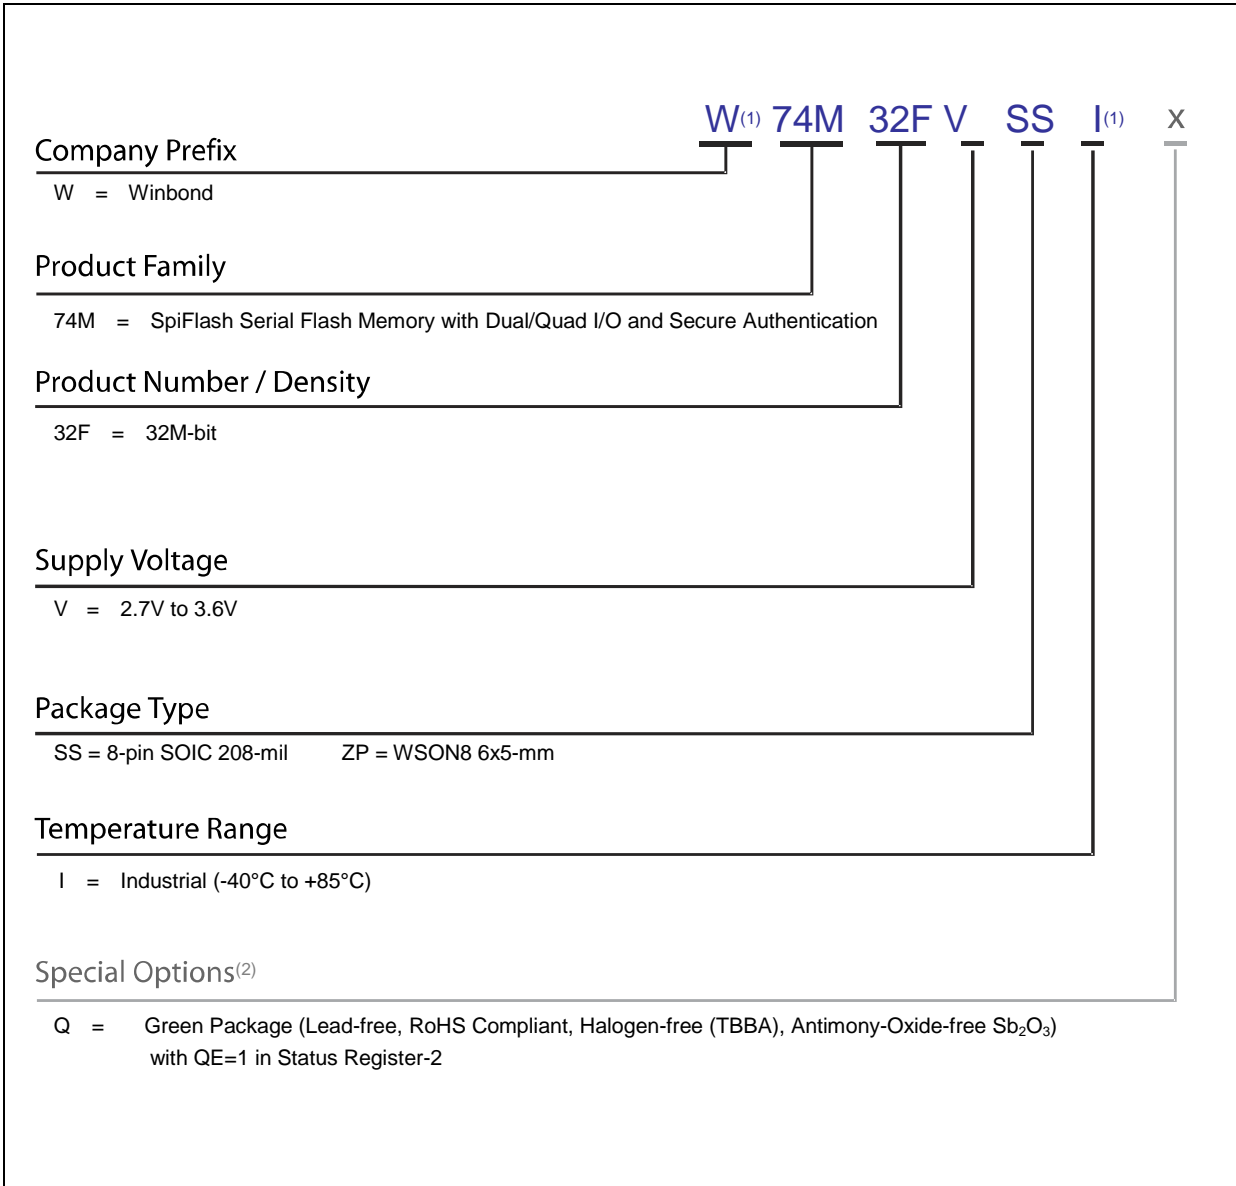 W(1) 74M 32F V SS I(1) x
Company Prefix
W = Winbond
Product Family
74M = SpiFlash Serial Flash Memory with Dual/Quad I/O and Secure Authentication
Product Number / Density
32F = 32M-bit
Supply Voltage
V = 2.7V to 3.6V
Package Type
SS = 8-pin SOIC 208-mil ZP = WSON8 6x5-mm
Temperature Range
I = Industrial (-40°C to +85°C)
Special Options(2)
Q = Green Package (Lead-free, RoHS Compliant, Halogen-free (TBBA), Antimony-Oxide-free Sb₂O₃)
with QE=1 in Status Register-2